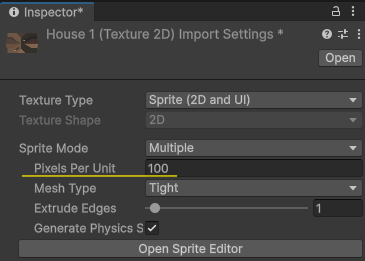 Inspector*
House 1 (Texture 2D) Import Settings *
Open
Texture Type Sprite (2D and UI)
Texture Shape 2D
Sprite Mode Multiple
Pixels Per Unit 100
Mesh Type Tight
Extrude Edges 1
Generate Physics S
Open Sprite Editor